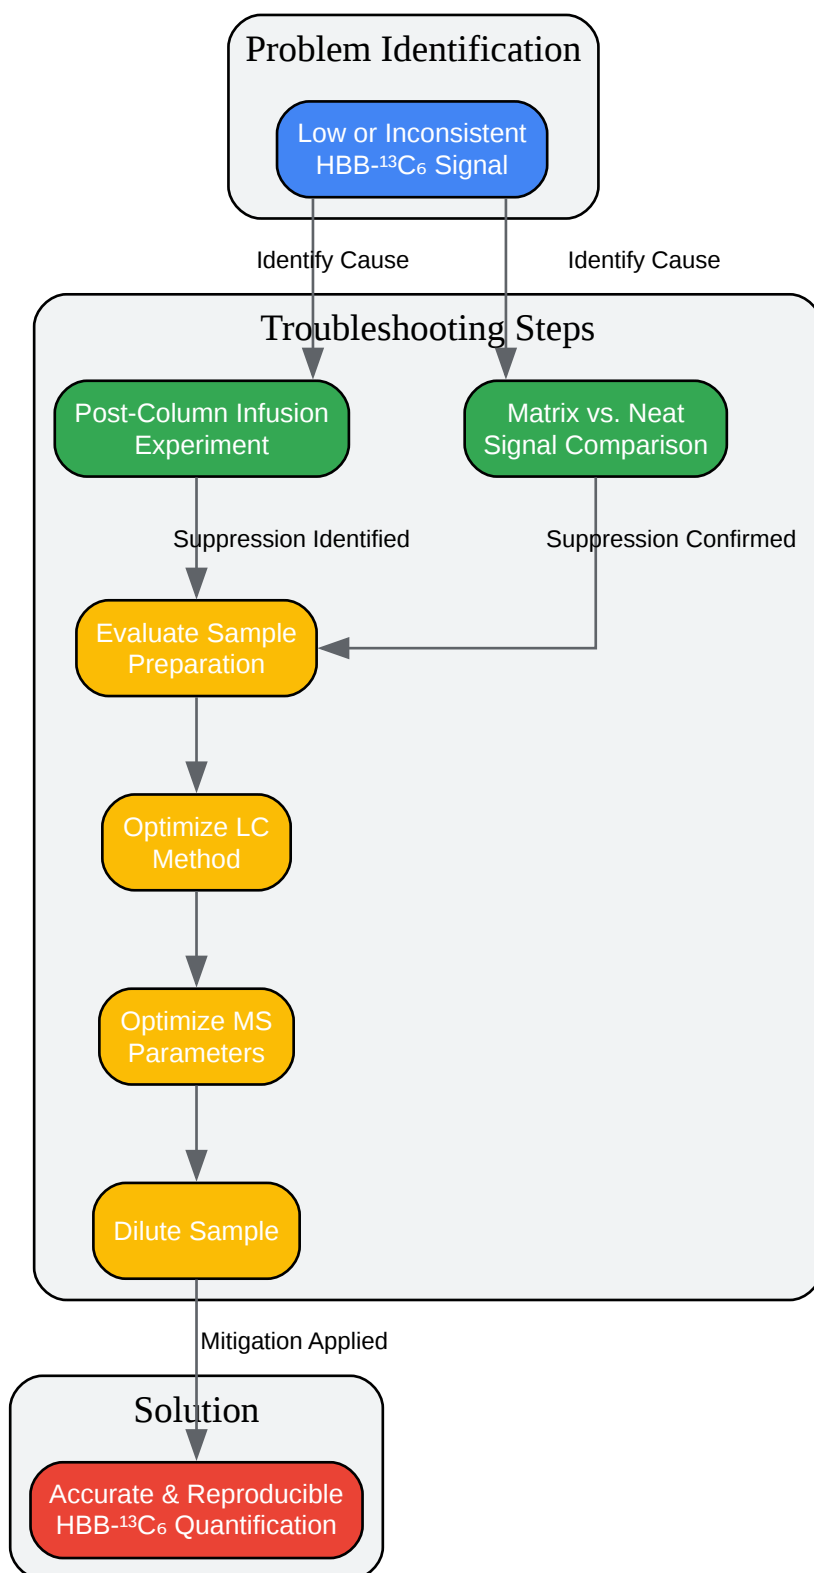 Problem Identification
Low or Inconsistent
HBB-¹³C₆ Signal
Identify Cause
Identify Cause
Troubleshooting Steps
Post-Column Infusion
Experiment
Matrix vs. Neat
Signal Comparison
Suppression Identified
Suppression Confirmed
Evaluate Sample
Preparation
Optimize LC
Method
Optimize MS
Parameters
Dilute Sample
Mitigation Applied
Solution
Accurate & Reproducible
HBB-¹³C₆ Quantification